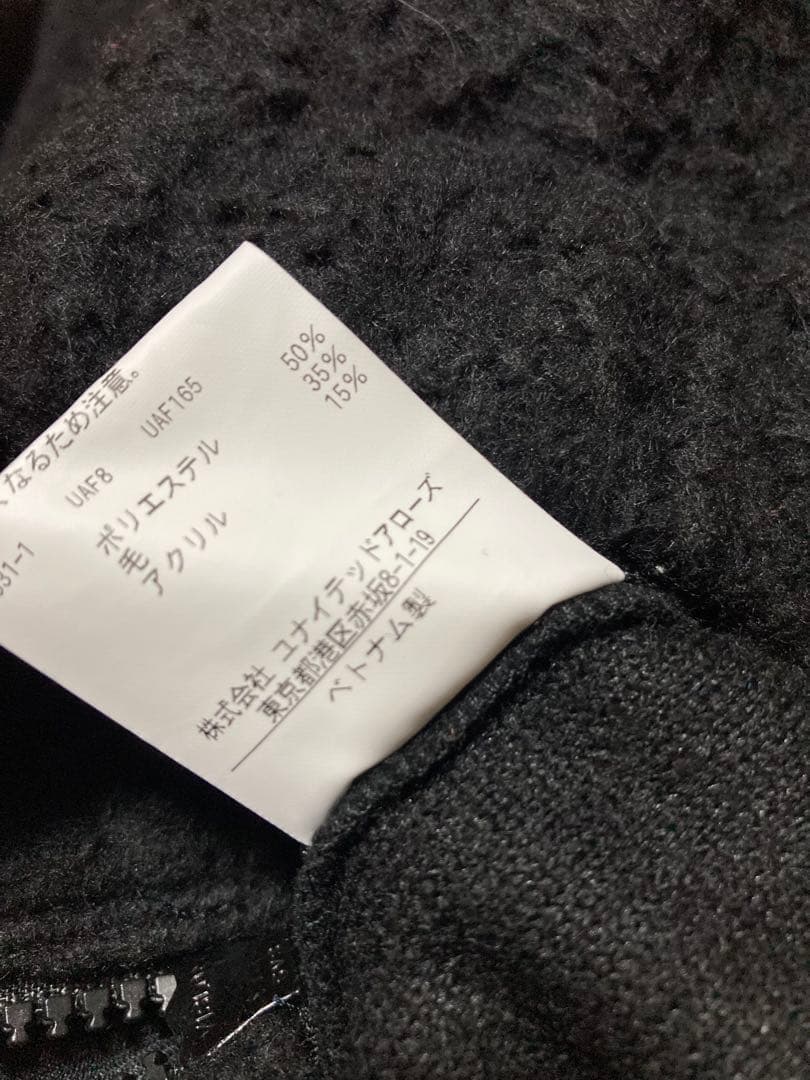 なるため注意。
331-1 UAF8 UAF165
ポリエステル 50%
毛 35%
アクリル 15%
株式会社 ユナイテッドアローズ
東京都港区赤坂8-1-19
ベトナム製